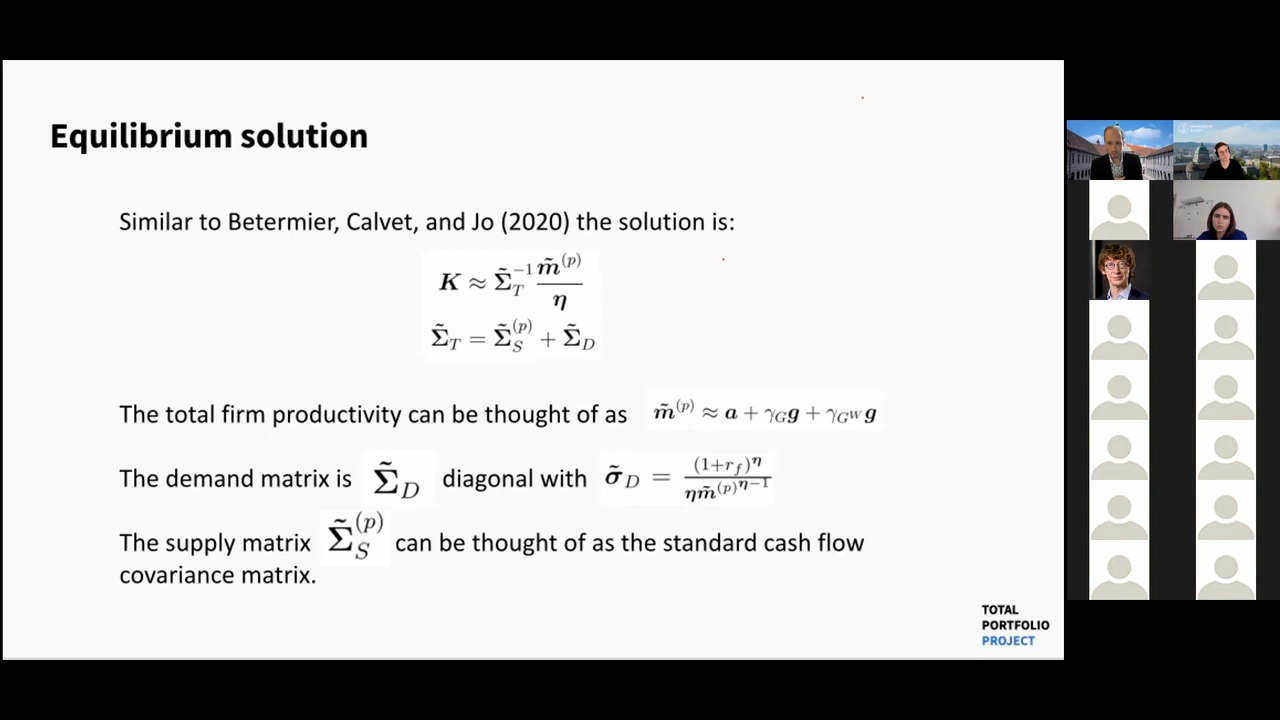 Equilibrium solution
Similar to Betermier, Calvet, and Jo (2020) the solution is:
K ≈ Σ̃_T^{-1} m̃^{(p)} / η
Σ̃_T = Σ̃_S^{(p)} + Σ̃_D
The total firm productivity can be thought of as m̃^{(p)} ≈ a + γ_G g + γ_{G^W} g
The demand matrix is Σ̃_D diagonal with σ̃_D = (1+r_f)^η / η m̃^{(p) η−1}
The supply matrix Σ̃_S^{(p)} can be thought of as the standard cash flow
covariance matrix.
TOTAL
PORTFOLIO
PROJECT